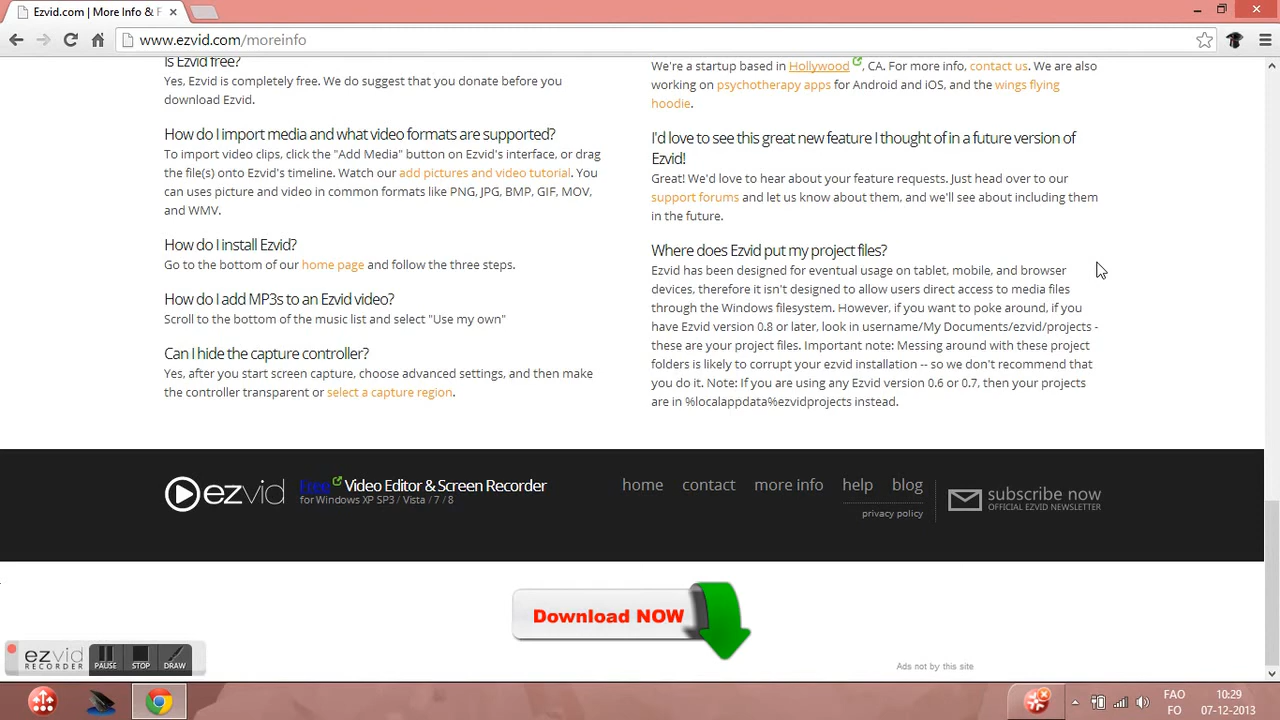 Ezvid.com | More Info & F
www.ezvid.com/moreinfo
Is Ezvid free?
Yes, Ezvid is completely free. We do suggest that you donate before you
download Ezvid.
How do I import media and what video formats are supported?
To import video clips, click the "Add Media" button on Ezvid's interface, or drag
the file(s) onto Ezvid's timeline. Watch our add pictures and video tutorial. You
can uses picture and video in common formats like PNG, JPG, BMP, GIF, MOV,
and WMV.
How do I install Ezvid?
Go to the bottom of our home page and follow the three steps.
How do I add MP3s to an Ezvid video?
Scroll to the bottom of the music list and select "Use my own"
Can I hide the capture controller?
Yes, after you start screen capture, choose advanced settings, and then make
the controller transparent or select a capture region.
We're a startup based in Hollywood, CA. For more info, contact us. We are also
working on psychotherapy apps for Android and iOS, and the wings flying
hoodie.
I'd love to see this great new feature I thought of in a future version of
Ezvid!
Great! We'd love to hear about your feature requests. Just head over to our
support forums and let us know about them, and we'll see about including them
in the future.
Where does Ezvid put my project files?
Ezvid has been designed for eventual usage on tablet, mobile, and browser
devices, therefore it isn't designed to allow users direct access to media files
through the Windows filesystem. However, if you want to poke around, if you
have Ezvid version 0.8 or later, look in username/My Documents/ezvid/projects -
these are your project files. Important note: Messing around with these project
folders is likely to corrupt your ezvid installation -- so we don't recommend that
you do it. Note: If you are using any Ezvid version 0.6 or 0.7, then your projects
are in %localappdata%ezvidprojects instead.
ezvid
Free Video Editor & Screen Recorder
for Windows XP SP3 / Vista / 7 / 8
home contact more info help blog
privacy policy
subscribe now
OFFICIAL EZVID NEWSLETTER
Download NOW
Ads not by this site
ezvid
RECORDER
PAUSE STOP DRAW
FAO
FO
10:29
07-12-2013